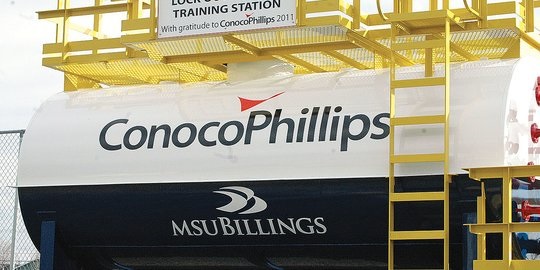 TRAINING STATION
With gratitude to ConocoPhillips 2011
ConocoPhillips
MSUBILLINGS